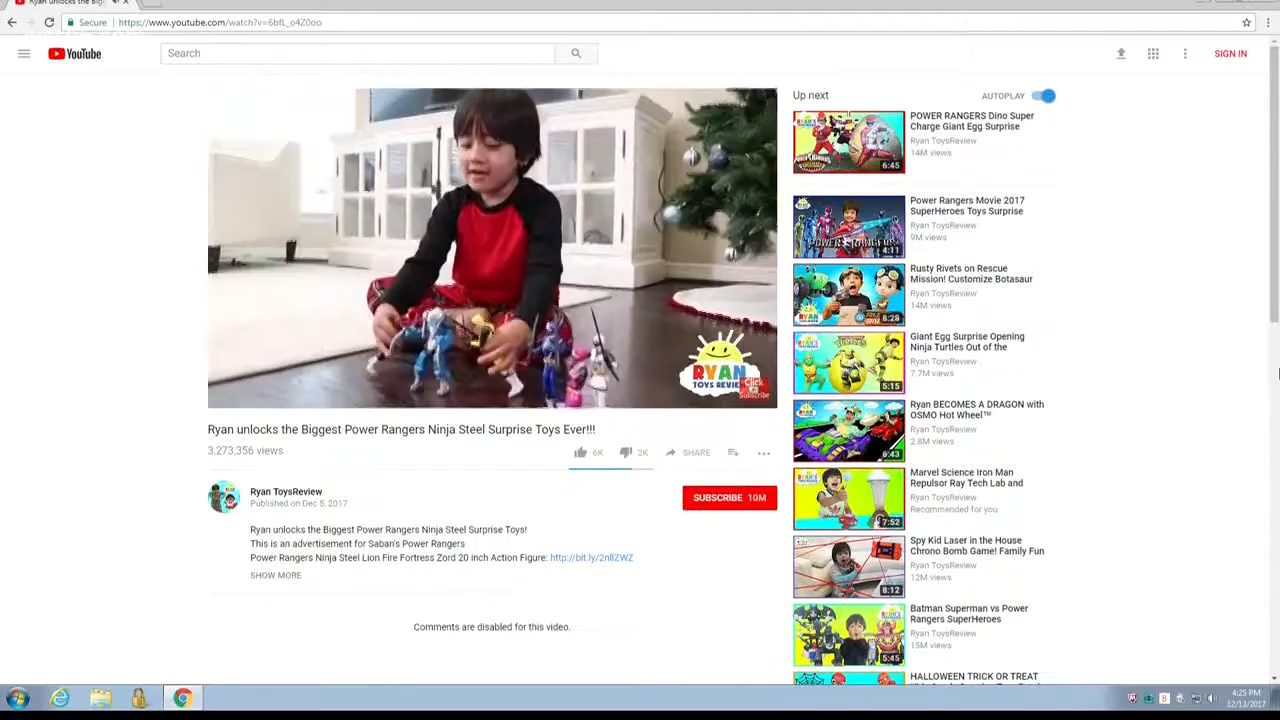 Ryan unlocks the Big
Secure
https://www.youtube.com/watch?v=6bfL_o4Z0oo
YouTube
Search
SIGN IN
RYAN
TOYS REVIEW
Click
Subscribe
Ryan unlocks the Biggest Power Rangers Ninja Steel Surprise Toys Ever!!!
3,273,356 views
6K
2K
SHARE
Ryan ToysReview
Published on Dec 5, 2017
SUBSCRIBE 10M
Ryan unlocks the Biggest Power Rangers Ninja Steel Surprise Toys!
This is an advertisement for Saban's Power Rangers
Power Rangers Ninja Steel Lion Fire Fortress Zord 20 inch Action Figure: http://bit.ly/2nllZWZ
SHOW MORE
Comments are disabled for this video.
Up next
AUTOPLAY
6:45
POWER RANGERS Dino Super
Charge Giant Egg Surprise
Ryan ToysReview
14M views
POWER RANGERS
4:11
Power Rangers Movie 2017
SuperHeroes Toys Surprise
Ryan ToysReview
9M views
8:28
Rusty Rivets on Rescue
Mission! Customize Botasaur
Ryan ToysReview
14M views
5:15
Giant Egg Surprise Opening
Ninja Turtles Out of the
Ryan ToysReview
7.7M views
6:43
Ryan BECOMES A DRAGON with
OSMO Hot Wheel™
Ryan ToysReview
2.8M views
7:52
Marvel Science Iron Man
Repulsor Ray Tech Lab and
Ryan ToysReview
Recommended for you
8:12
Spy Kid Laser in the House
Chrono Bomb Game! Family Fun
Ryan ToysReview
12M views
5:45
Batman Superman vs Power
Rangers SuperHeroes
Ryan ToysReview
15M views
HALLOWEEN TRICK OR TREAT
4:25 PM
12/13/2017